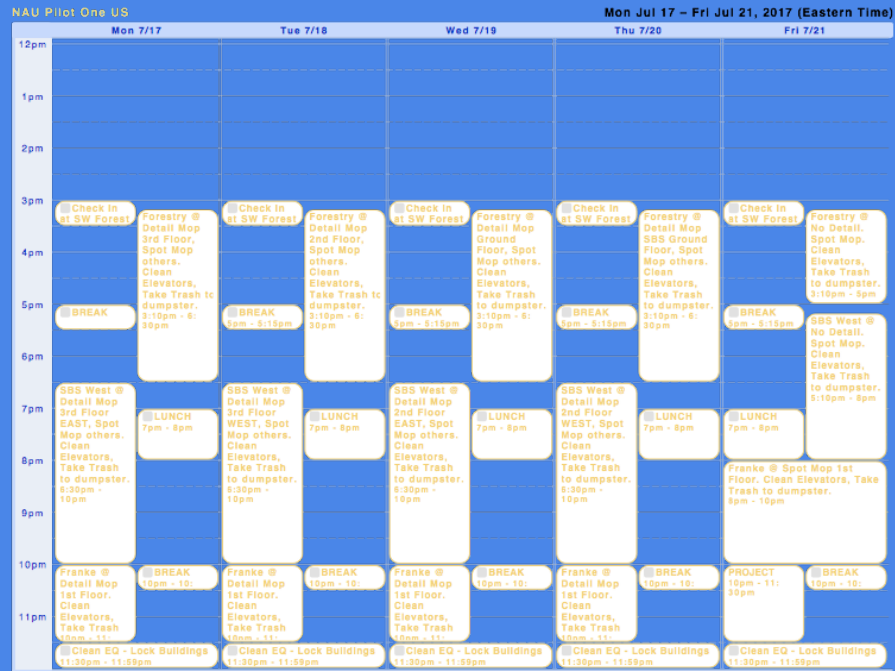 NAU Pilot One US
Mon Jul 17 – Fri Jul 21, 2017 (Eastern Time)
Mon 7/17
Tue 7/18
Wed 7/19
Thu 7/20
Fri 7/21
12pm
1pm
2pm
3pm
4pm
5pm
6pm
7pm
8pm
9pm
10pm
11pm
Check In
at SW Forest
Forestry @
Detail Mop
3rd Floor,
Spot Mop
others.
Clean
Elevators,
Take Trash to
dumpster.
3:10pm - 6:
30pm
BREAK
SBS West @
Detail Mop
3rd Floor
EAST, Spot
Mop others.
Clean
Elevators,
Take Trash
to dumpster.
6:30pm -
10pm
LUNCH
7pm - 8pm
Franke @
Detail Mop
1st Floor.
Clean
Elevators,
Take Trash
10pm - 11:
BREAK
10pm - 10:
Clean EQ - Lock Buildings
11:30pm - 11:59pm
Check In
at SW Forest
Forestry @
Detail Mop
2nd Floor,
Spot Mop
others.
Clean
Elevators,
Take Trash to
dumpster.
3:10pm - 6:
30pm
BREAK
5pm - 5:15pm
SBS West @
Detail Mop
3rd Floor
WEST, Spot
Mop others.
Clean
Elevators,
Take Trash
to dumpster.
6:30pm -
10pm
LUNCH
7pm - 8pm
Franke @
Detail Mop
1st Floor.
Clean
Elevators,
Take Trash
10pm - 11:
BREAK
10pm - 10:
Clean EQ - Lock Buildings
11:30pm - 11:59pm
Check In
at SW Forest
Forestry @
Detail Mop
Ground
Floor, Spot
Mop others.
Clean
Elevators,
Take Trash
to dumpster.
3:10pm - 6:
30pm
BREAK
5pm - 5:15pm
SBS West @
Detail Mop
2nd Floor
EAST, Spot
Mop others.
Clean
Elevators,
Take Trash
to dumpster.
6:30pm -
10pm
LUNCH
7pm - 8pm
Franke @
Detail Mop
1st Floor.
Clean
Elevators,
Take Trash
10pm - 11:
BREAK
10pm - 10:
Clean EQ - Lock Buildings
11:30pm - 11:59pm
Check In
at SW Forest
Forestry @
Detail Mop
SBS Ground
Floor, Spot
Mop others.
Clean
Elevators,
Take Trash
to dumpster.
3:10pm - 6:
30pm
BREAK
5pm - 5:15pm
SBS West @
Detail Mop
2nd Floor
WEST, Spot
Mop others.
Clean
Elevators,
Take Trash
to dumpster.
6:30pm -
10pm
LUNCH
7pm - 8pm
Franke @
Detail Mop
1st Floor.
Clean
Elevators,
Take Trash
10pm - 11:
BREAK
10pm - 10:
Clean EQ - Lock Buildings
11:30pm - 11:59pm
Check In
at SW Forest
Forestry @
No Detail.
Spot Mop.
Clean
Elevators,
Take Trash
to dumpster.
3:10pm - 5pm
BREAK
5pm - 5:15pm
SBS West @
No Detail.
Spot Mop.
Clean
Elevators,
Take Trash
to dumpster.
5:10pm - 8pm
LUNCH
7pm - 8pm
Franke @ Spot Mop 1st
Floor. Clean Elevators, Take
Trash to dumpster.
8pm - 10pm
PROJECT
10pm - 11:
30pm
BREAK
10pm - 10:
Clean EQ - Lock Buildings
11:30pm - 11:59pm